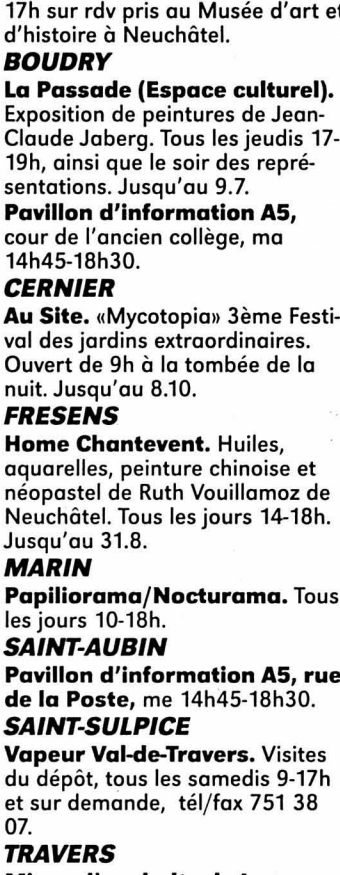 17h sur rdv pris au Musée d'art et
d'histoire à Neuchâtel.
BOUDRY
La Passade (Espace culturel).
Exposition de peintures de Jean-
Claude Jaberg. Tous les jeudis 17-
19h, ainsi que le soir des repré-
sentations. Jusqu'au 9.7.
Pavillon d'information A5,
cour de l'ancien collège, ma
14h45-18h30.
CERNIER
Au Site. «Mycotopia» 3ème Festi-
val des jardins extraordinaires.
Ouvert de 9h à la tombée de la
nuit. Jusqu'au 8.10.
FRESENS
Home Chantevent. Huiles,
aquarelles, peinture chinoise et
néopastel de Ruth Vouillamoz de
Neuchâtel. Tous les jours 14-18h.
Jusqu'au 31.8.
MARIN
Papiliorama/Nocturama. Tous
les jours 10-18h.
SAINT-AUBIN
Pavillon d'information A5, rue
de la Poste, me 14h45-18h30.
SAINT-SULPICE
Vapeur Val-de-Travers. Visites
du dépôt, tous les samedis 9-17h
et sur demande, tél/fax 751 38
07.
TRAVERS